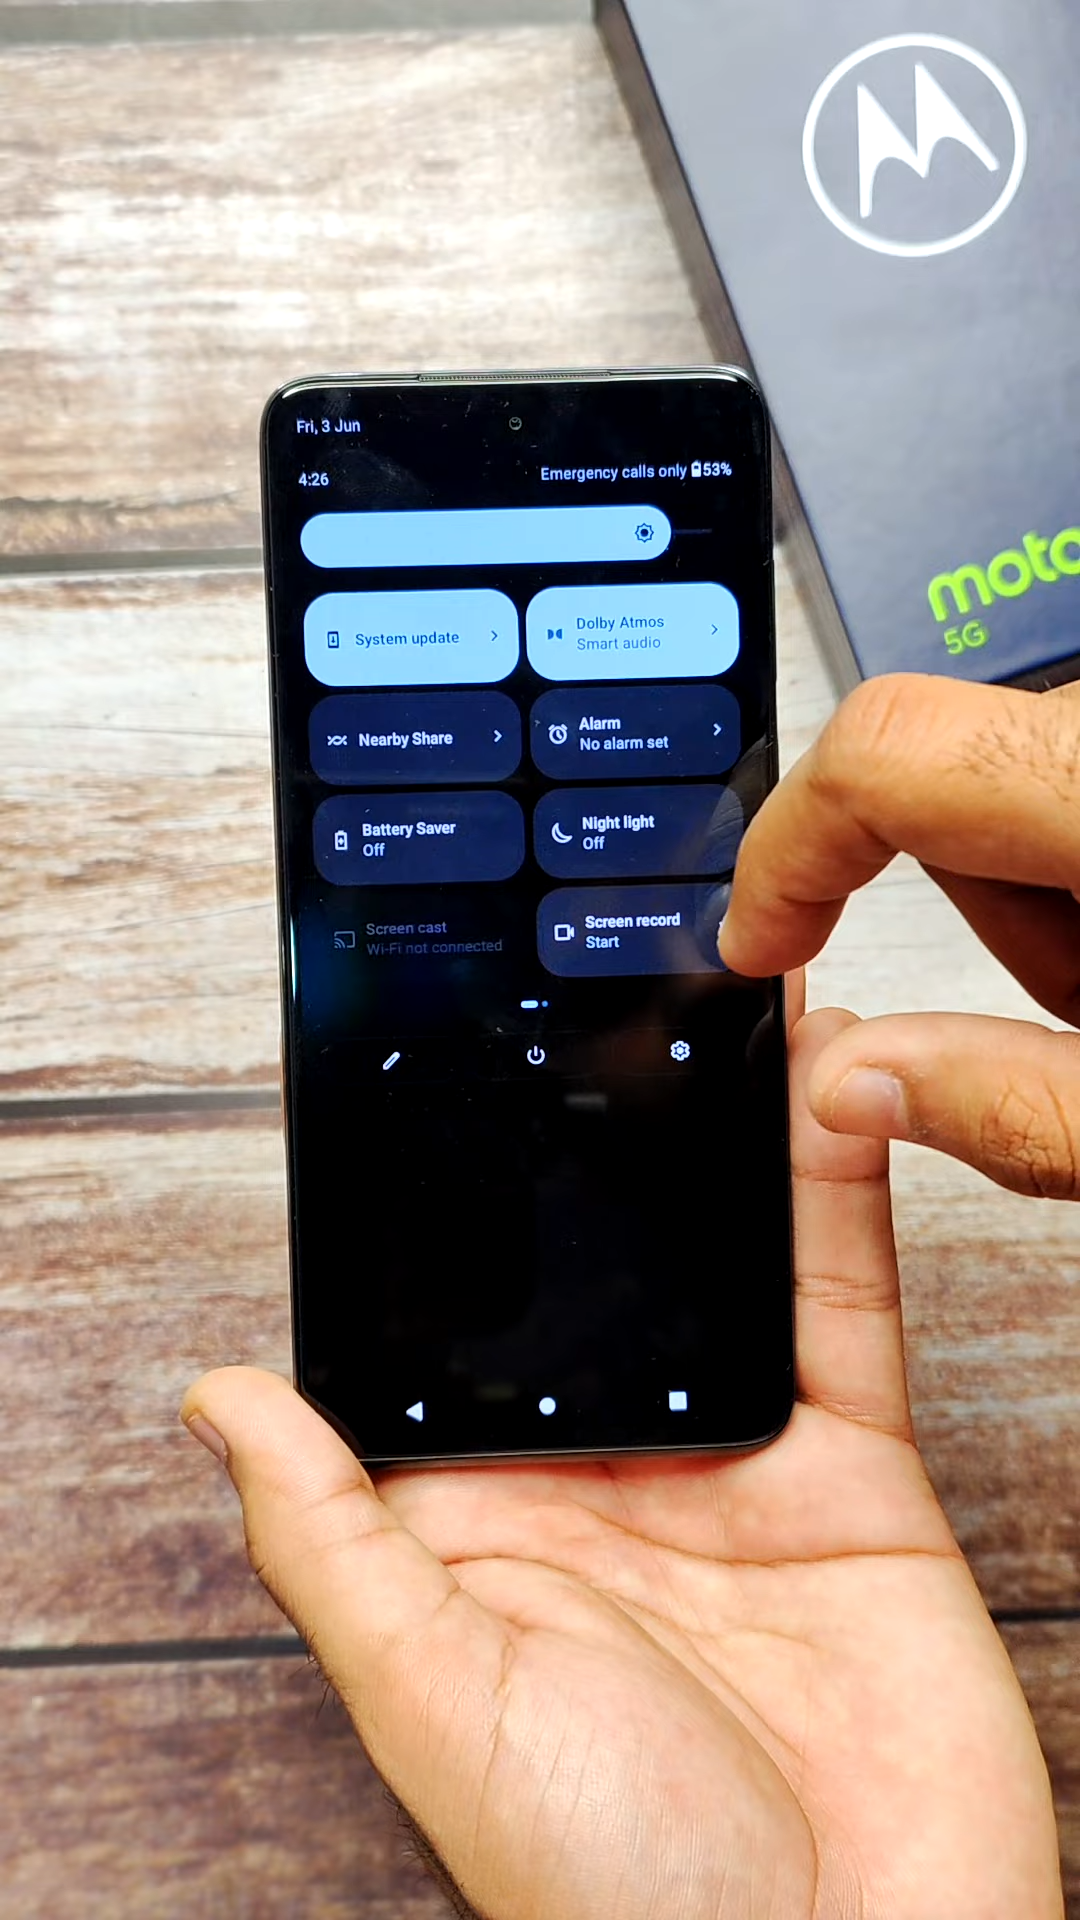 moto
5G
Fri, 3 Jun
4:26
Emergency calls only 53%
System update
Dolby Atmos
Smart audio
Nearby Share
Alarm
No alarm set
Battery Saver
Off
Night light
Off
Screen cast
Wi-Fi not connected
Screen record
Start